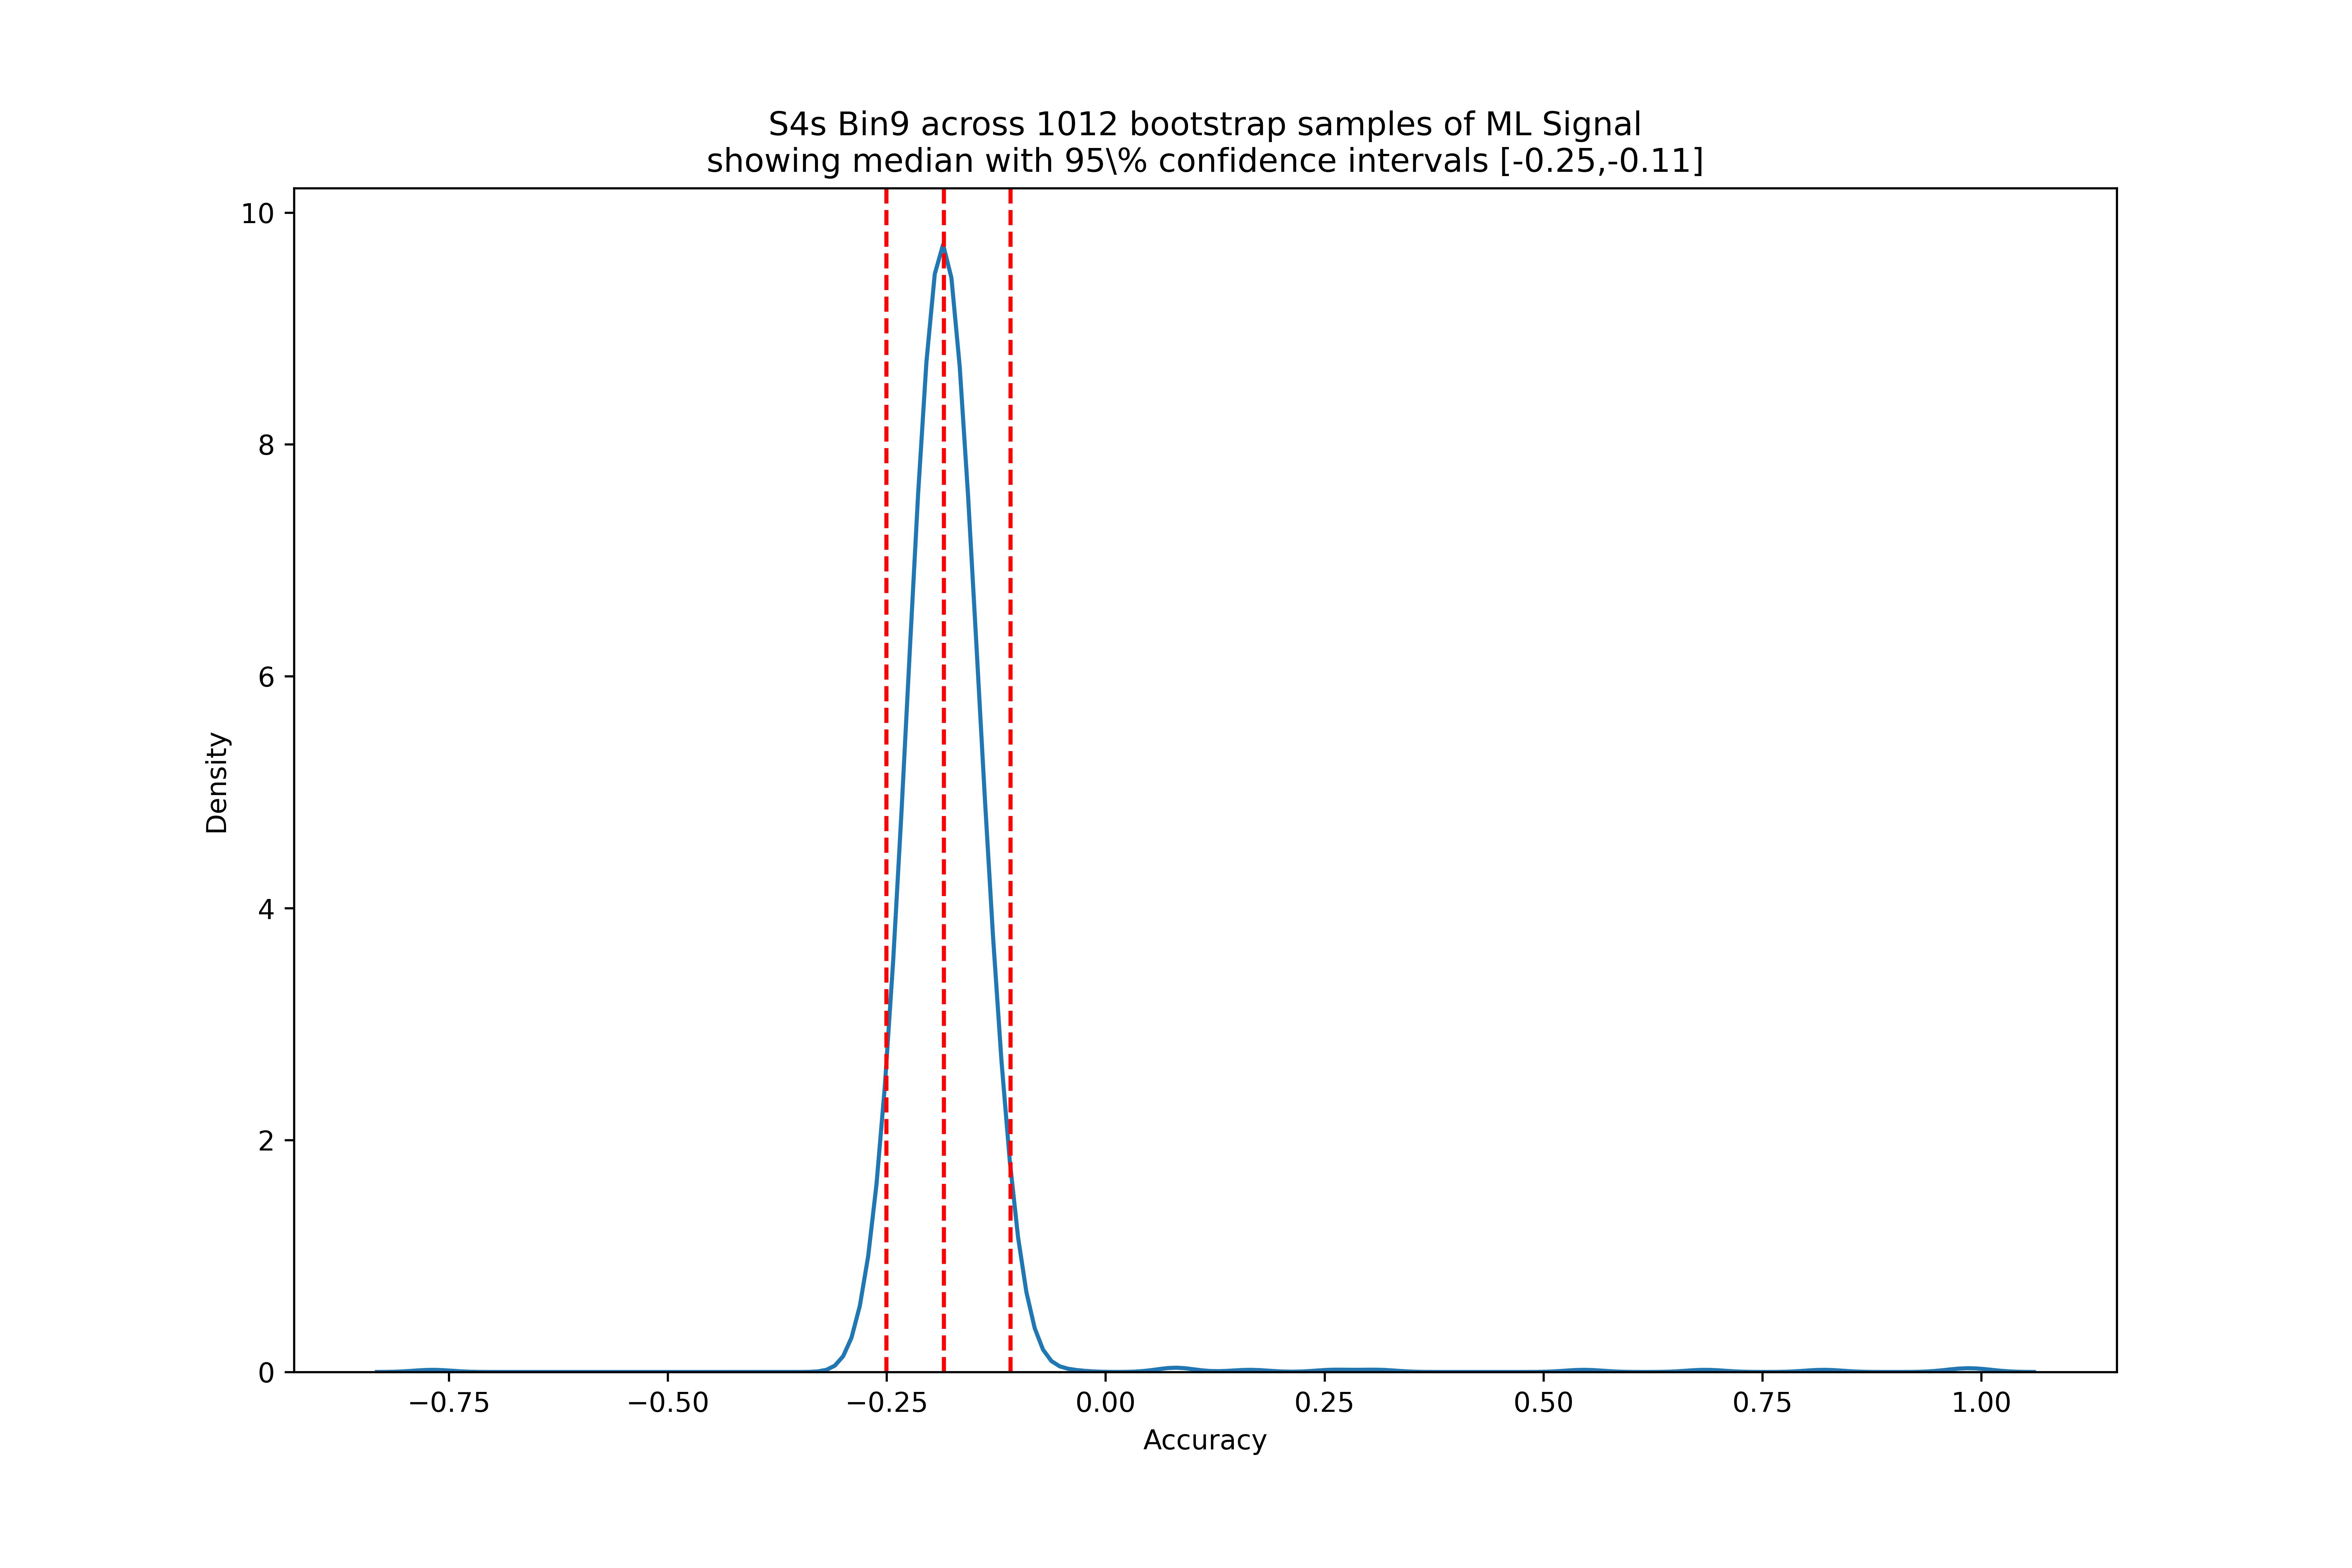 S4s Bin9 across 1012 bootstrap samples of ML Signal
showing median with 95\% confidence intervals [-0.25,-0.11]
10
8
6
4
2
0
Density
−0.75 −0.50 −0.25 0.00 0.25 0.50 0.75 1.00
Accuracy